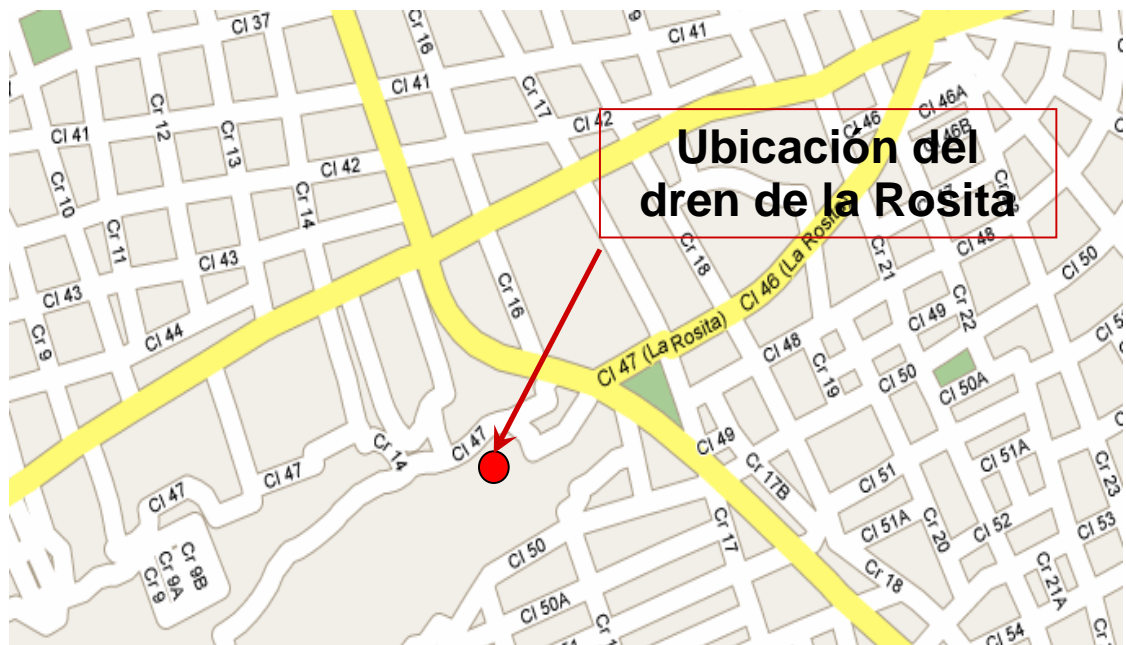 Cl 37
Cr 16
Cl 41
Cl 41
Cr 17
Cl 42
Cl 46A
Cl 46
Cl 46B
Cl 41
Cr 12
Cr 13
Cl 42
Ubicación del
dren de la Rosita
Cr 10
Cr 14
Cr 11
Cl 43
Cr 18
Cr 21
Cl 48
Cl 50
Cl 43
Cr 16
Cl 46 (La Rosita)
Cl 44
Cr 9
Cl 47 (La Rosita)
Cl 49
Cr 22
Cl 48
Cr 19
Cl 50
Cl 50A
Cl 47
Cr 14
Cl 49
Cl 51A
Cl 47
Cl 47
Cr 17B
Cl 51
Cr 23
Cr 17
Cl 51A
Cr 20
Cl 52
Cl 53
Cl 50
Cr 9B
Cr 9A
Cr 9
Cr 18
Cr 21A
Cl 50A
Cl 54